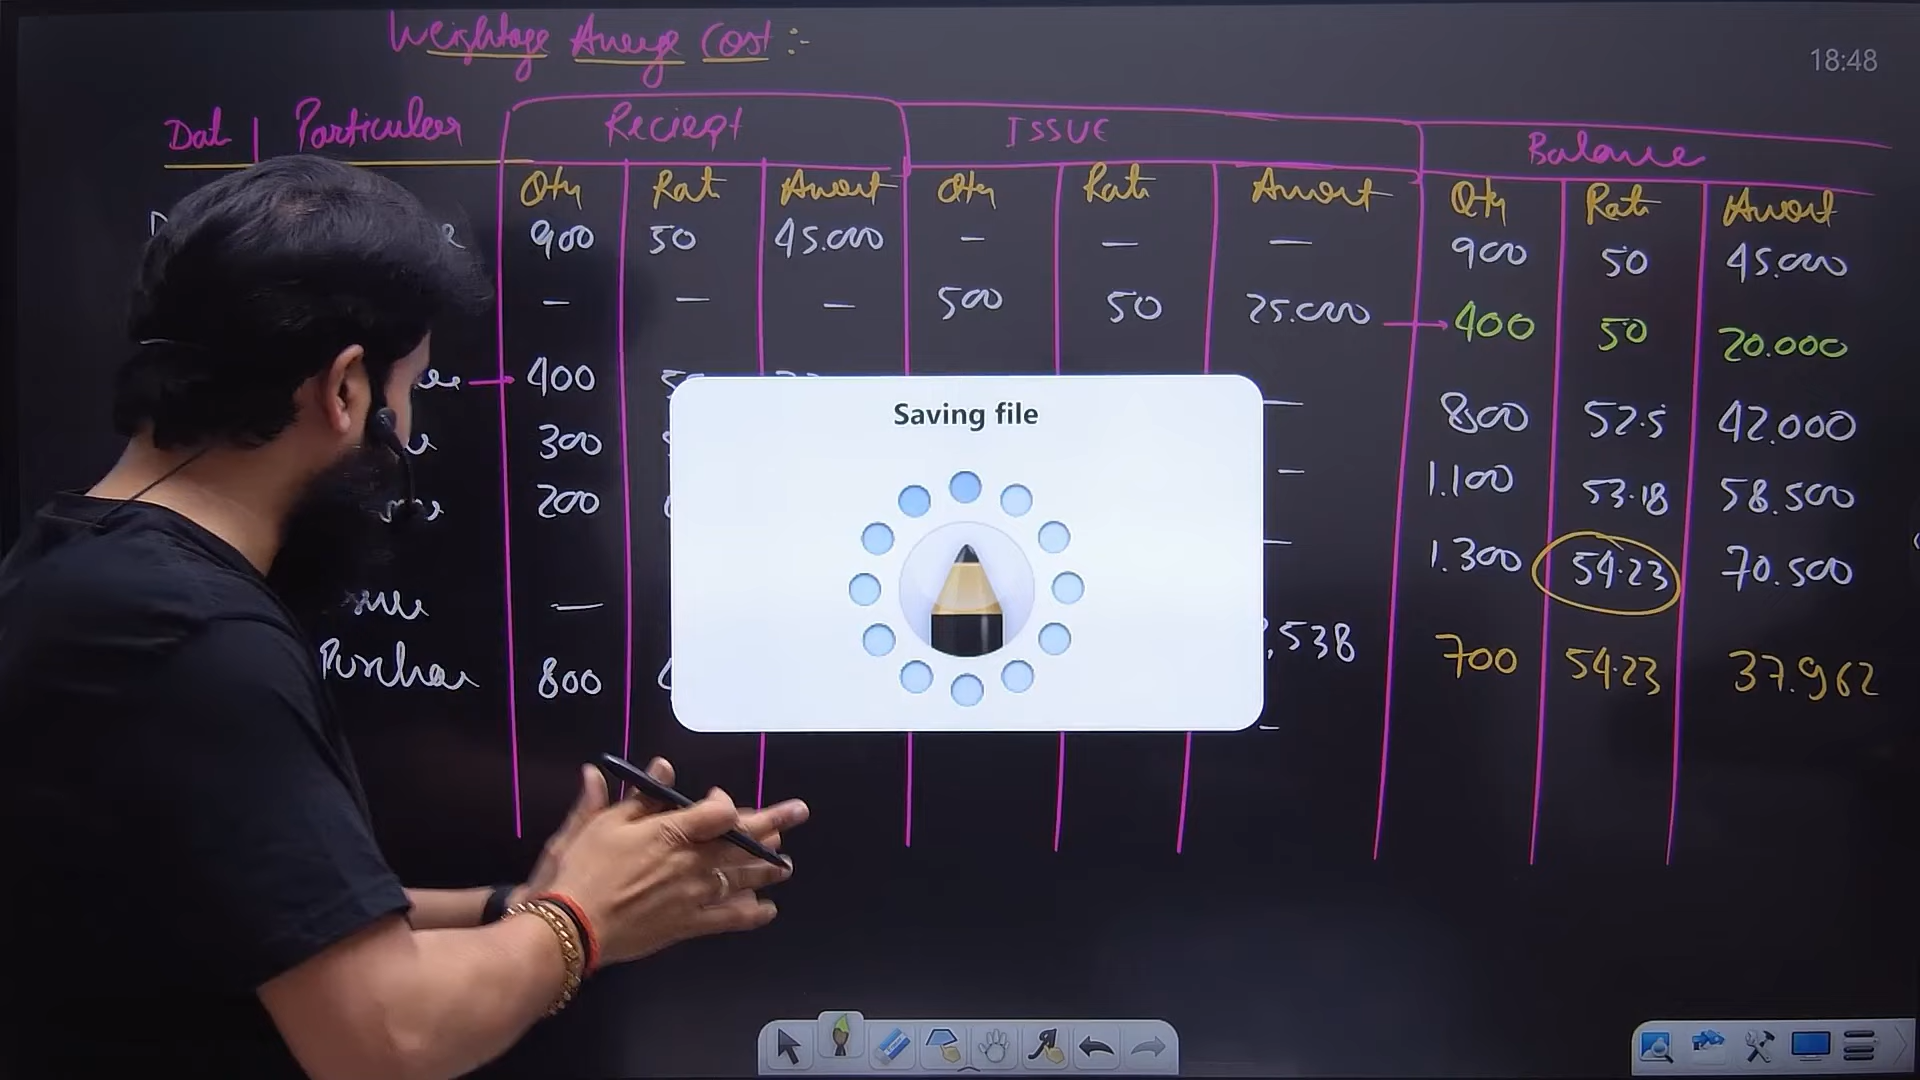 Weightage Average Cost :-
18:48
Dat Particulers Reciept ISSUE Balance
Qty Rate Amount Qty Rate Amount Qty Rate Amount
900 50 45.000 — — — 900 50 45.000
— — — 500 50 25.000 400 50 20.000
400 — 800 52.5 42.000
300 — 1.100 53.18 58.500
200 — 1.300 54.23 70.500
— ,538 700 54.23 37.962
Purchase 800 —
Saving file